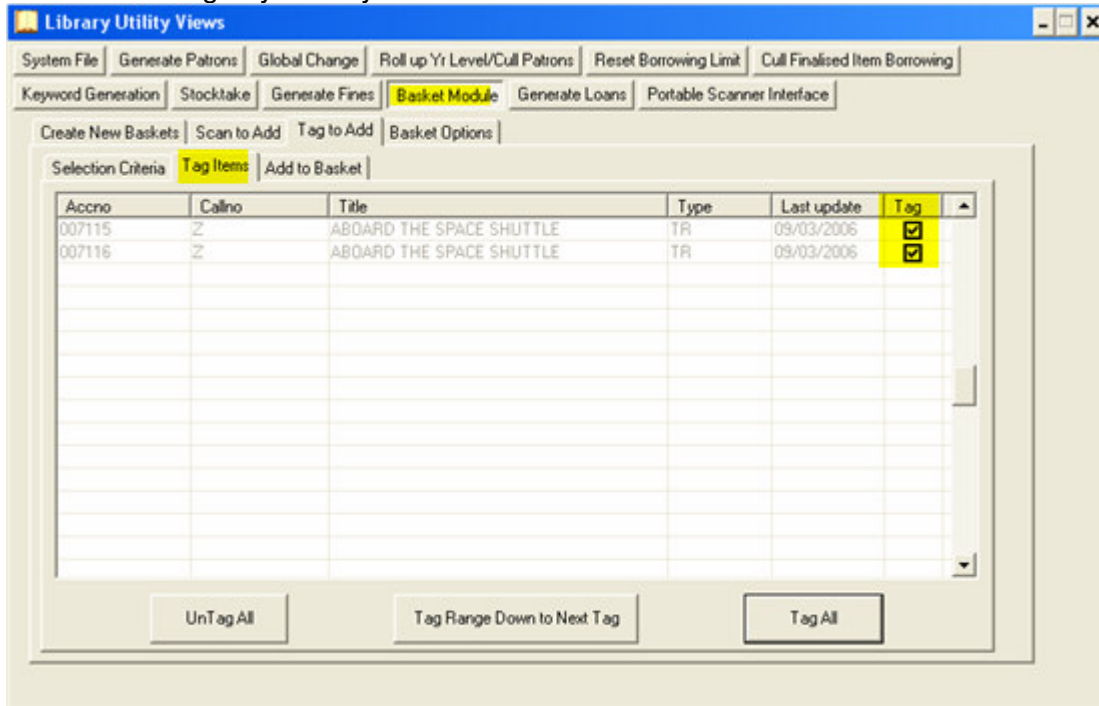 Library Utility Views
System File Generate Patrons Global Change Roll up Yr Level/Cull Patrons Reset Borrowing Limit Cull Finalised Item Borrowing
Keyword Generation Stocktake Generate Fines Basket Module Generate Loans Portable Scanner Interface
Create New Baskets Scan to Add Tag to Add Basket Options
Selection Criteria Tag Items Add to Basket
Accno Callno Title Type Last update Tag
007115 Z ABOARD THE SPACE SHUTTLE TR 09/03/2006
007116 Z ABOARD THE SPACE SHUTTLE TR 09/03/2006
UnTag All Tag Range Down to Next Tag Tag All